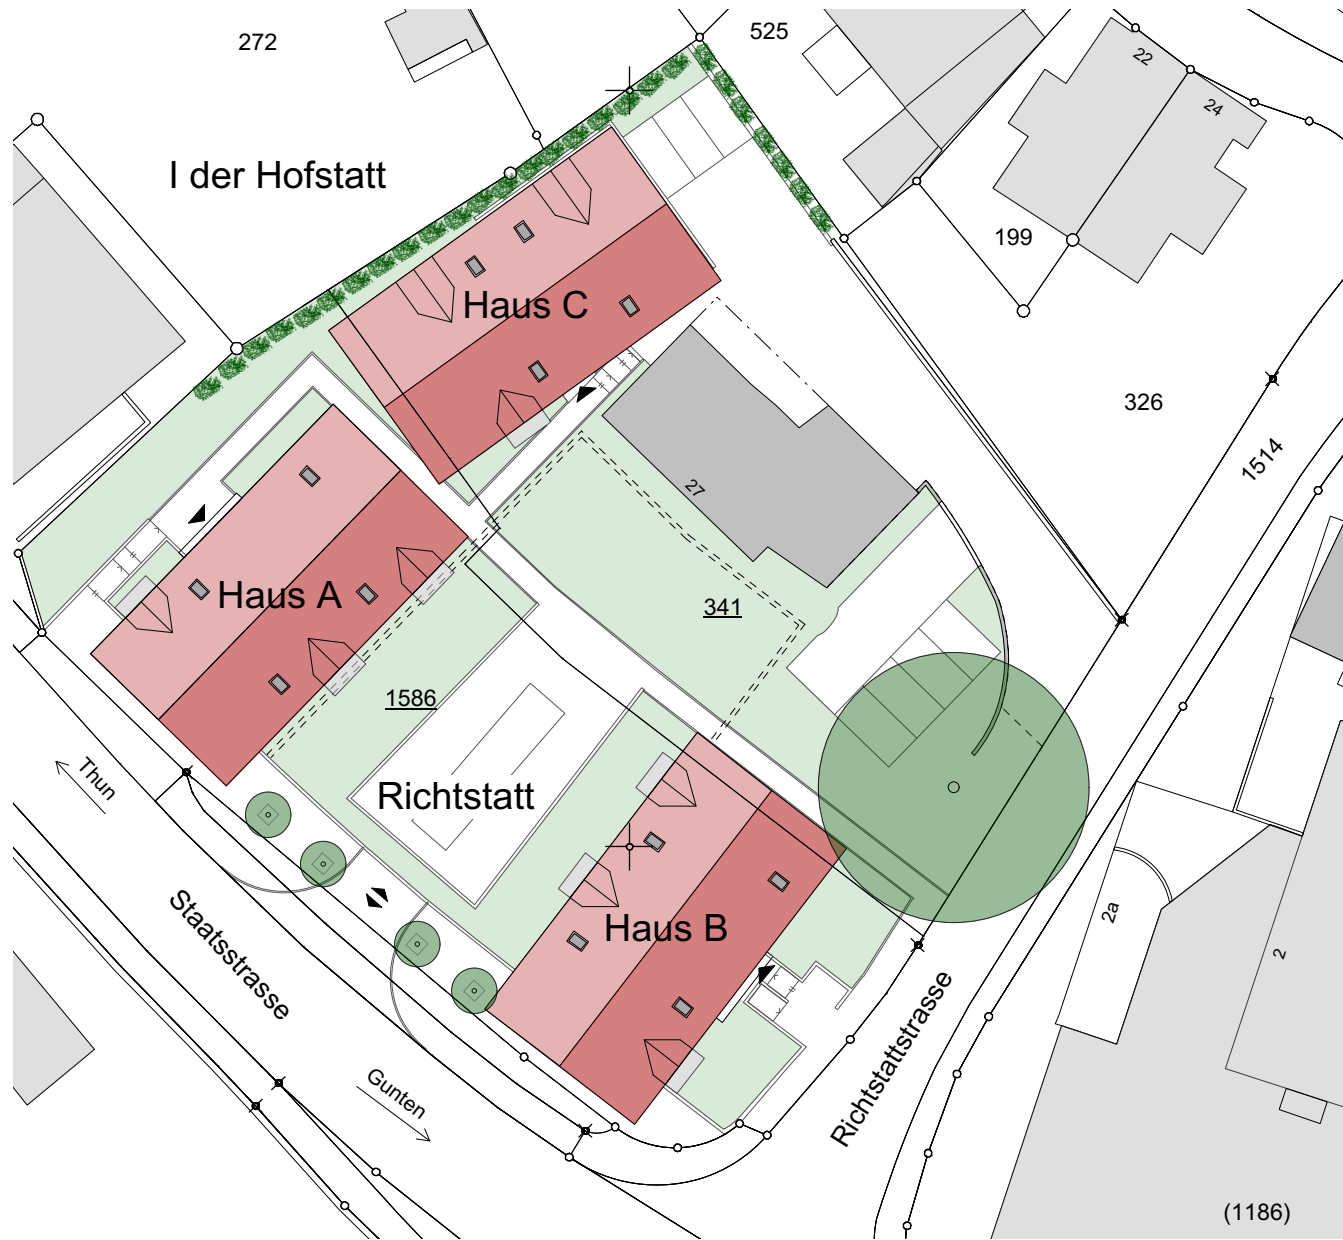 272
525
22
24
I der Hofstatt
199
Haus C
326
1514
27
Haus A
341
1586
Thun
Richtstatt
2a
Haus B
Staatsstrasse
2
Richtstattstrasse
Gunten
(1186)